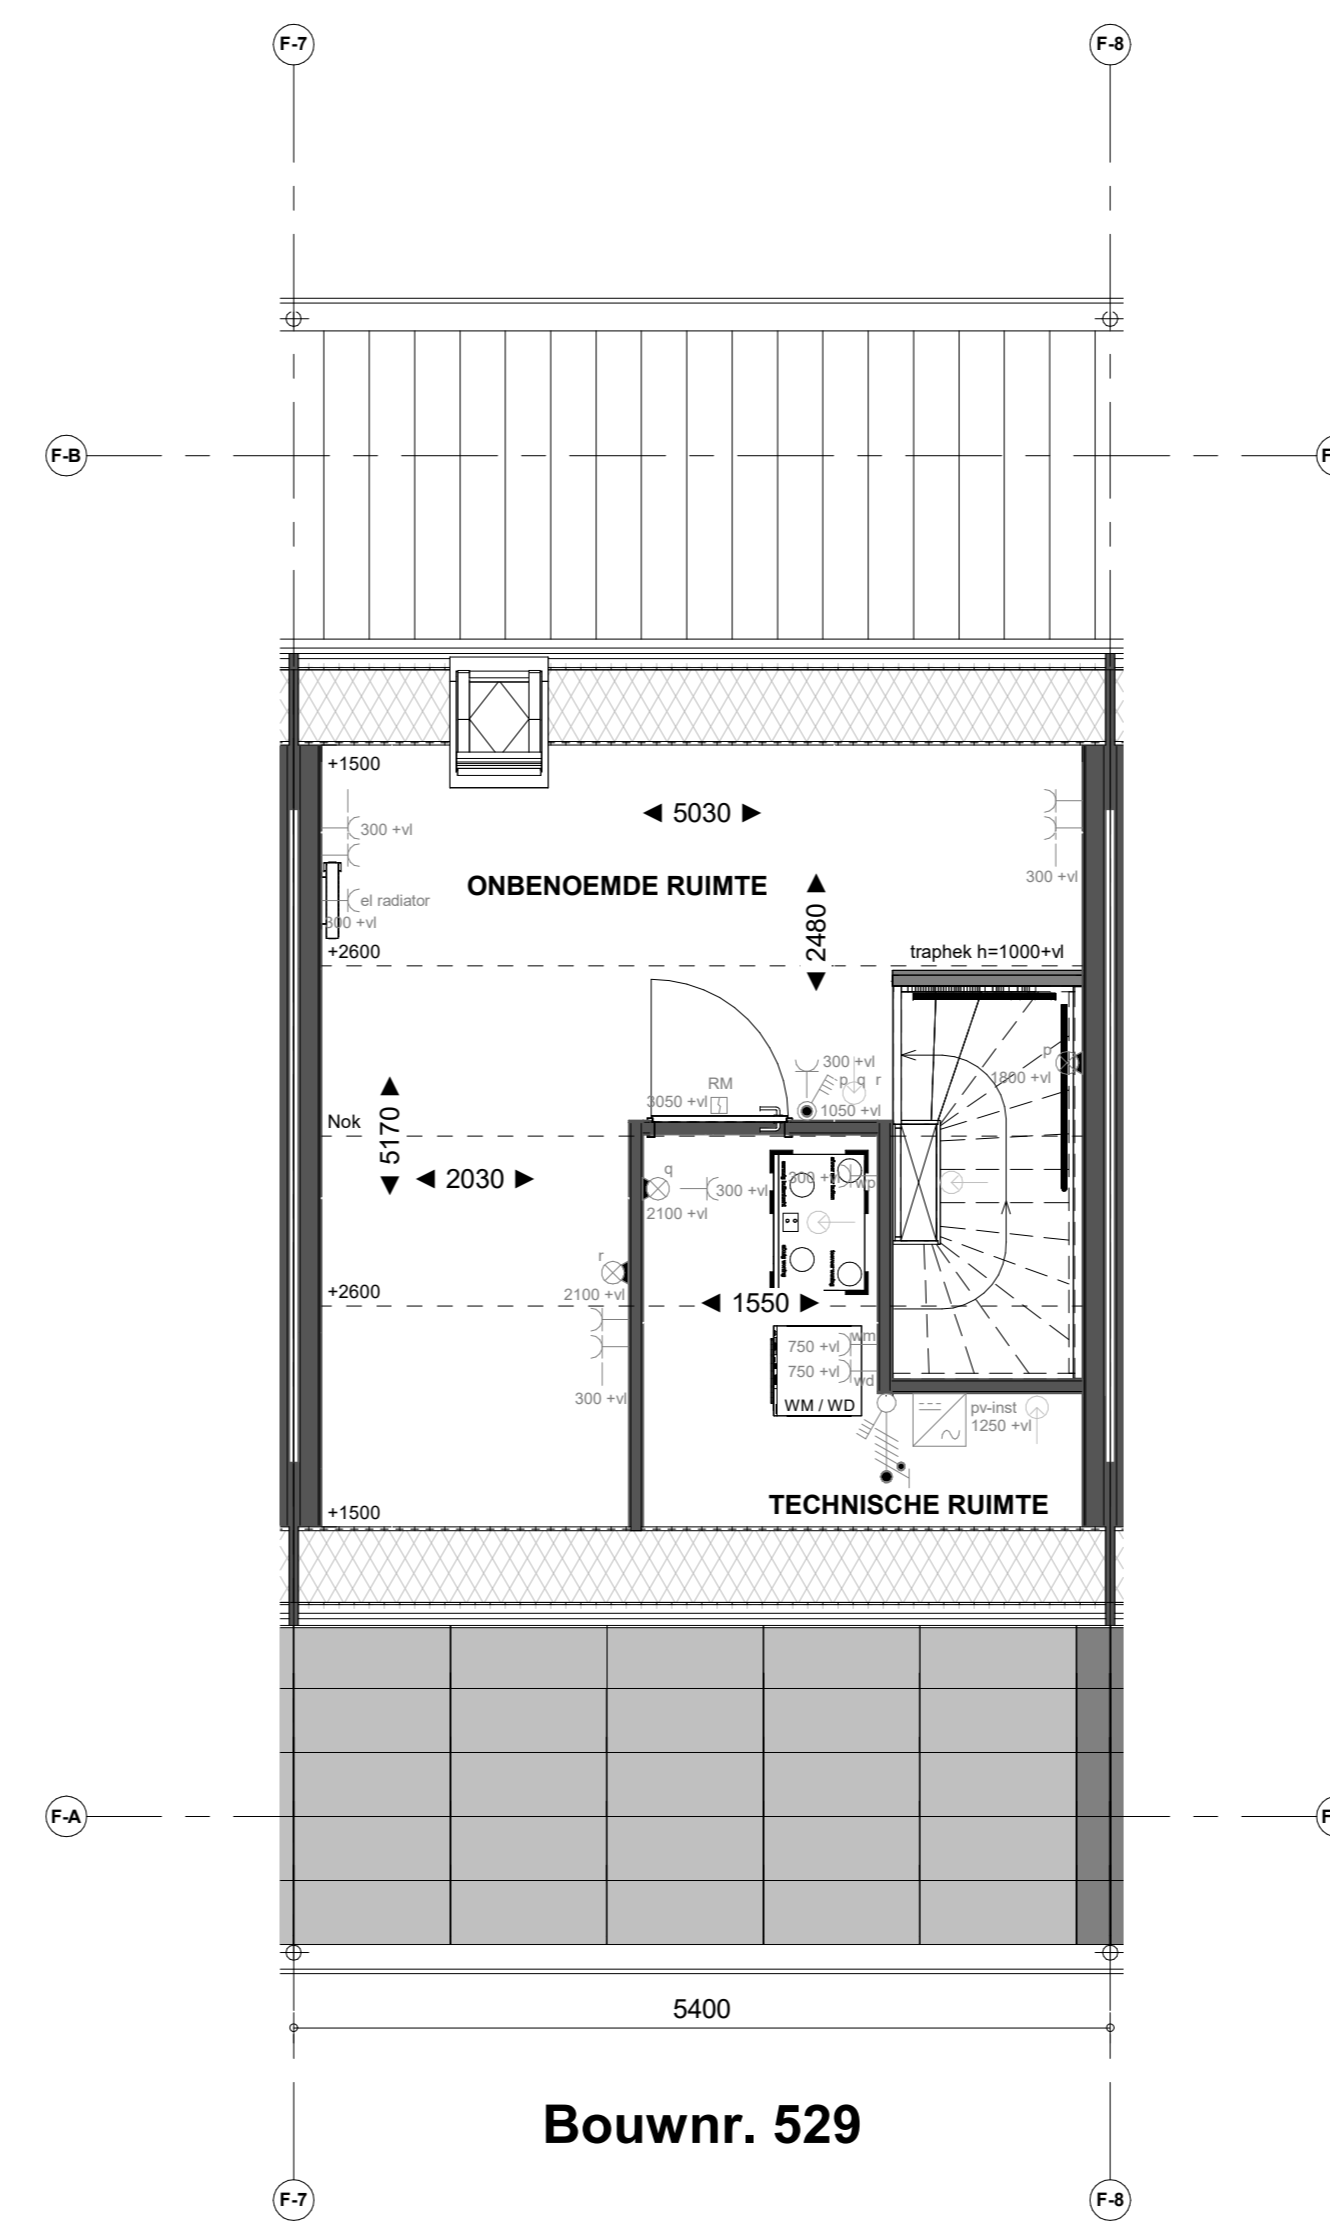 F-7 F-8
F-B
+1500
5030
300 +vl
ONBENOEMDE RUIMTE
el radiator
300 +vl
300 +vl
2480
+2600
traphek h=1000+vl
p
1800 +vl
300 +vl
p q r
RM
3050 +vl
1050 +vl
Nok
5170
2030
q
300 +vl
300 +vl
wp
2100 +vl
r
2100 +vl
+2600
1550
wm
750 +vl
750 +vl
wd
300 +vl
WM / WD
pv-inst
1250 +vl
+1500
TECHNISCHE RUIMTE
F-A
5400
Bouwnr. 529
F-7 F-8